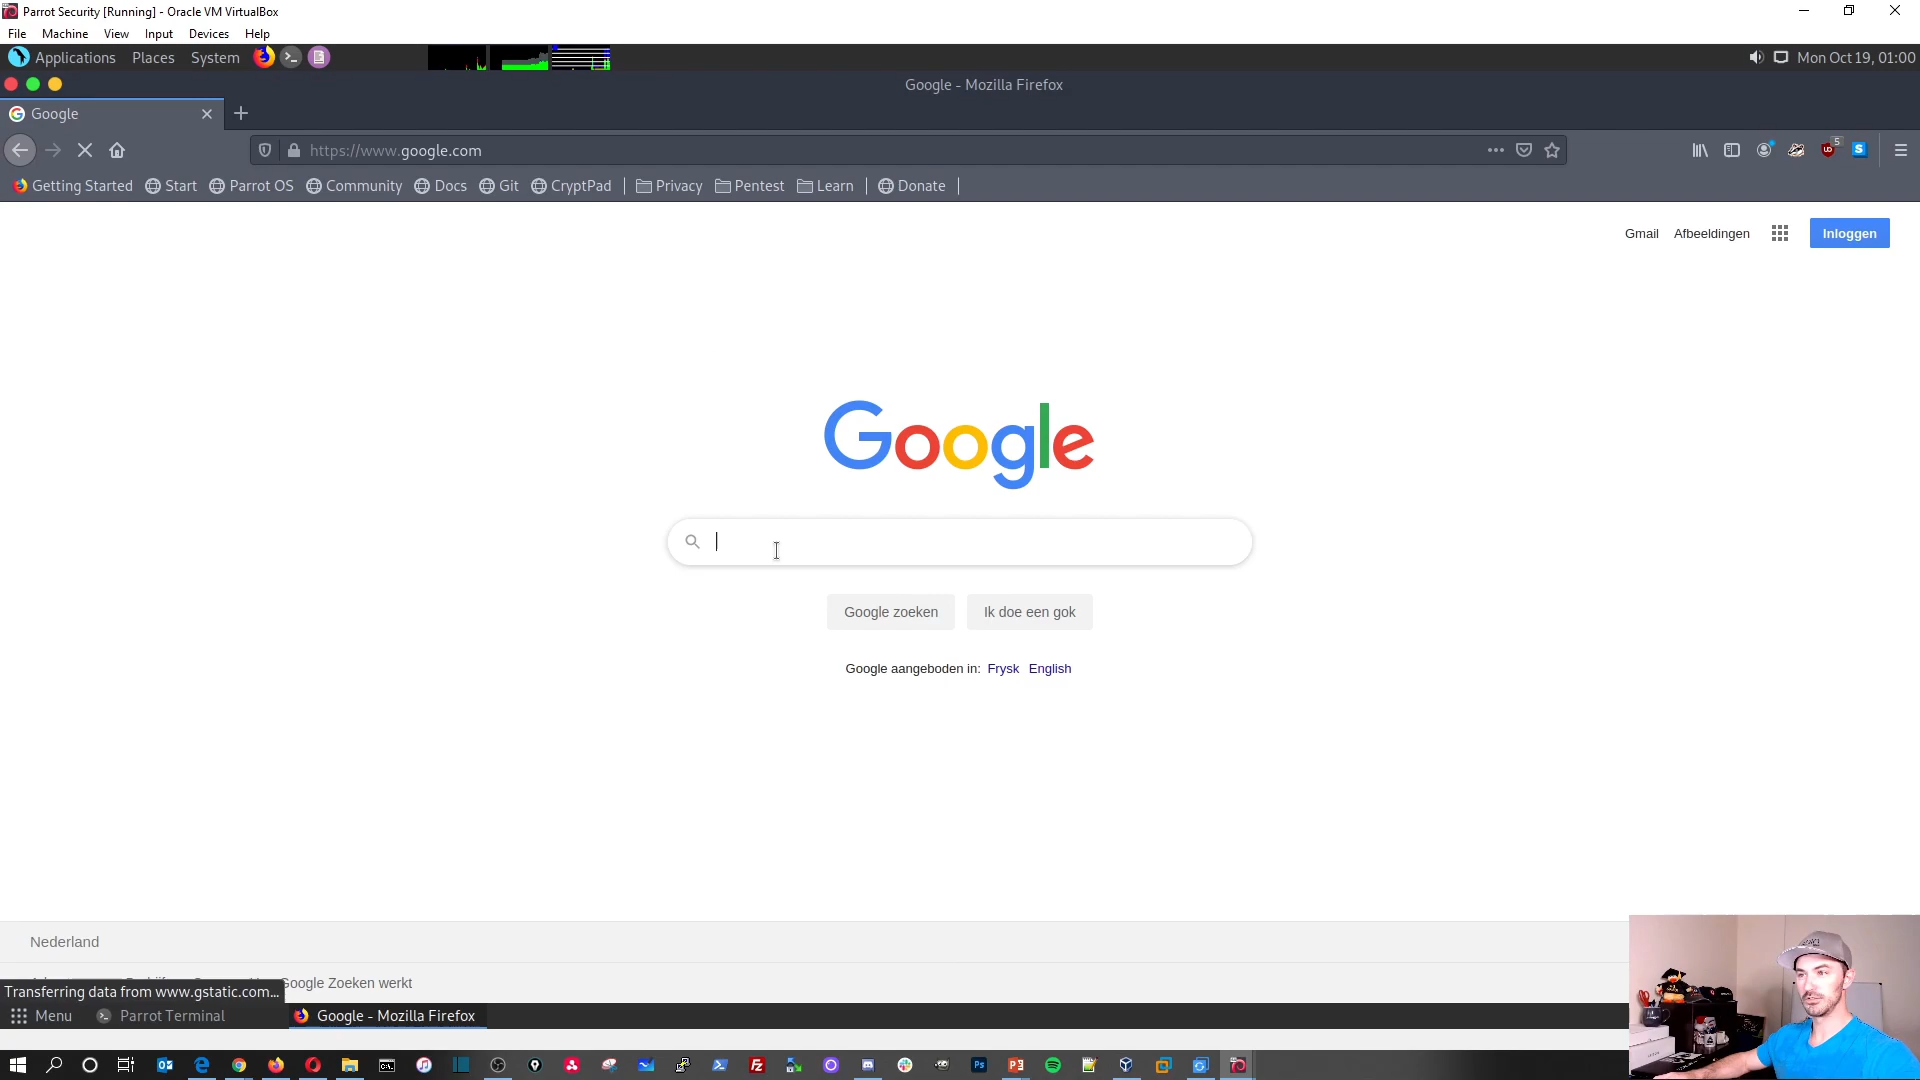 Parrot Security [Running] - Oracle VM VirtualBox
File Machine View Input Devices Help
Applications Places System Mon Oct 19, 01:00
Google - Mozilla Firefox
Google
https://www.google.com
5
Getting Started Start Parrot OS Community Docs Git CryptPad Privacy Pentest Learn Donate
Gmail Afbeeldingen Inloggen
Google
Google zoeken Ik doe een gok
Google aangeboden in: Frysk English
Nederland
Google Zoeken werkt
Transferring data from www.gstatic.com...
Menu Parrot Terminal Google - Mozilla Firefox